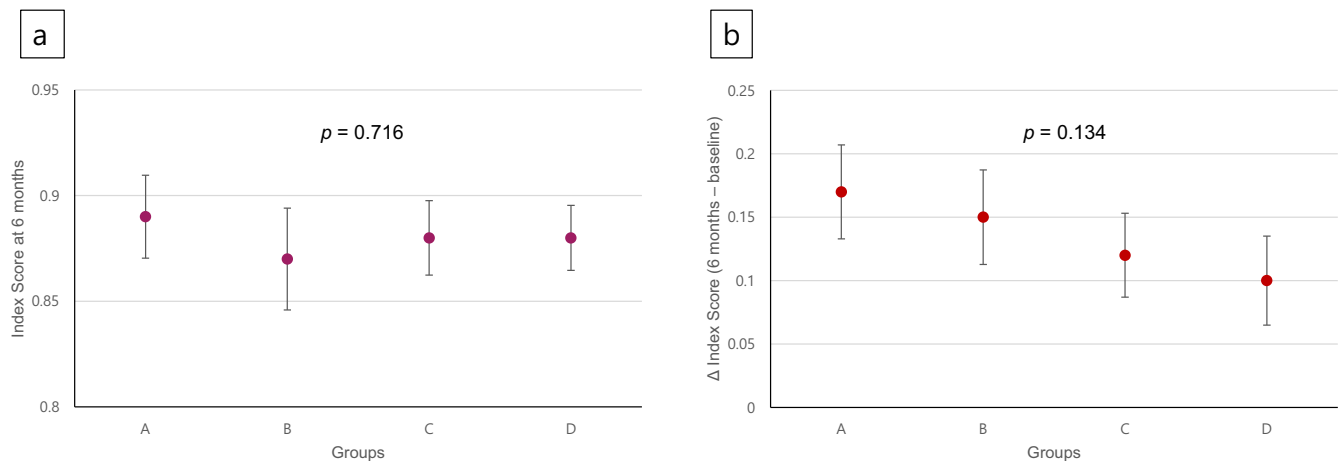 a
Index Score at 6 months
0.95
0.9
0.85
0.8
p = 0.716
A B C D
Groups
b
Δ Index Score (6 months – baseline)
0.25
0.2
0.15
0.1
0.05
0
p = 0.134
A B C D
Groups